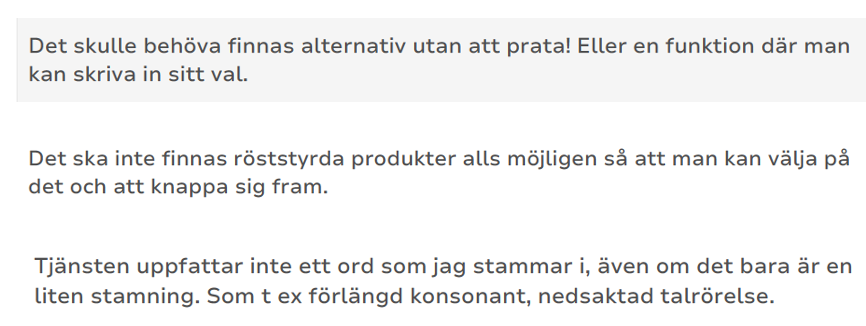 Det skulle behöva finnas alternativ utan att prata! Eller en funktion där man
kan skriva in sitt val.
Det ska inte finnas röststyrda produkter alls möjligen så att man kan välja på
det och att knappa sig fram.
Tjänsten uppfattar inte ett ord som jag stammar i, även om det bara är en
liten stamning. Som t ex förlängd konsonant, nedsaktad talrörelse.